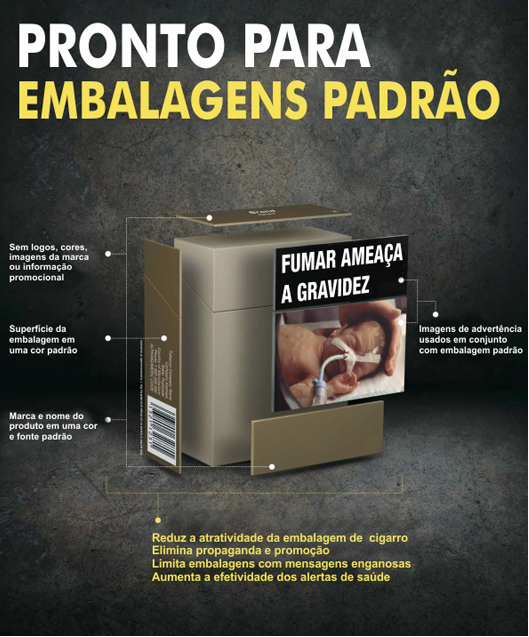 PRONTO PARA
EMBALAGENS PADRÃO
Brand
FUMAR AMEAÇA
A GRAVIDEZ
Sem logos, cores,
imagens da marca
ou informação
promocional
Superfície da
embalagem em
uma cor padrão
Marca e nome do
produto em uma cor
e fonte padrão
Imagens de advertência
usados em conjunto
com embalagem padrão
Reduz a atratividade da embalagem de cigarro
Elimina propaganda e promoção
Limita embalagens com mensagens enganosas
Aumenta a efetividade dos alertas de saúde